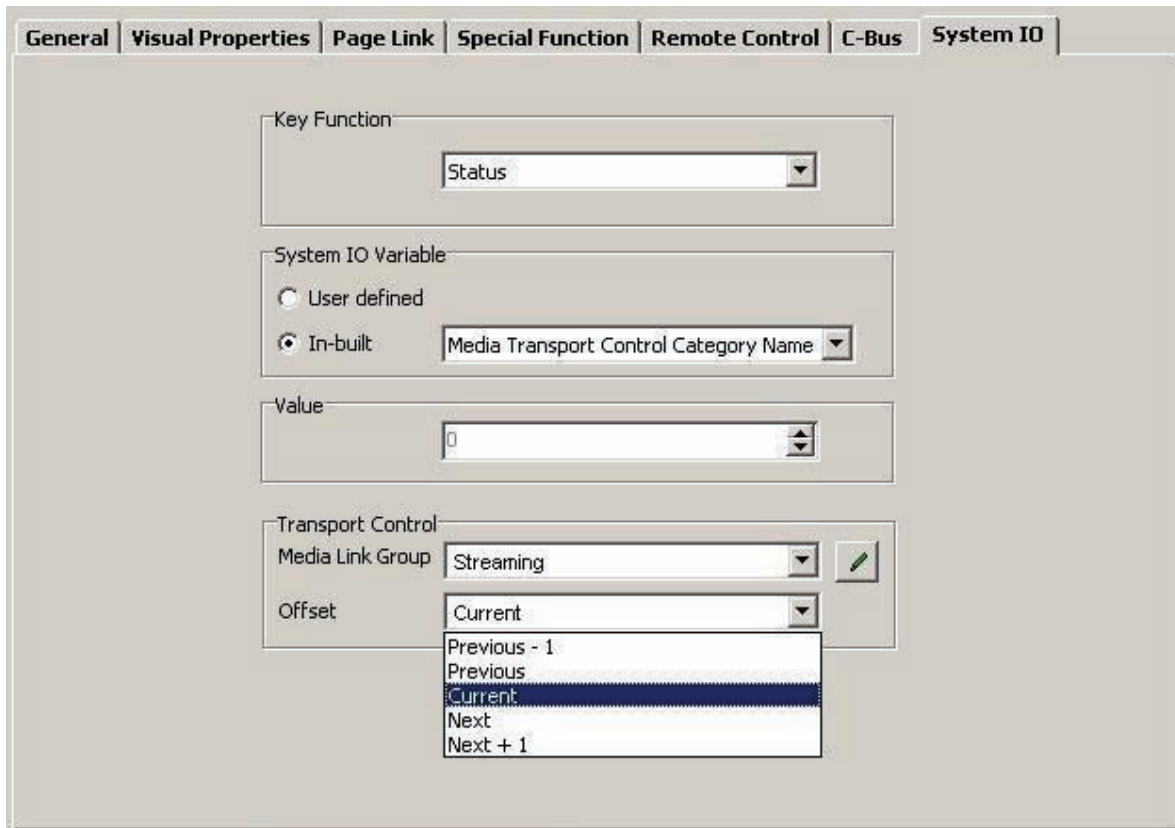 General Visual Properties Page Link Special Function Remote Control C-Bus System IO
Key Function
Status
System IO Variable
User defined
In-built Media Transport Control Category Name
Value
0
Transport Control
Media Link Group Streaming
Offset Current
Previous - 1
Previous
Current
Next
Next + 1